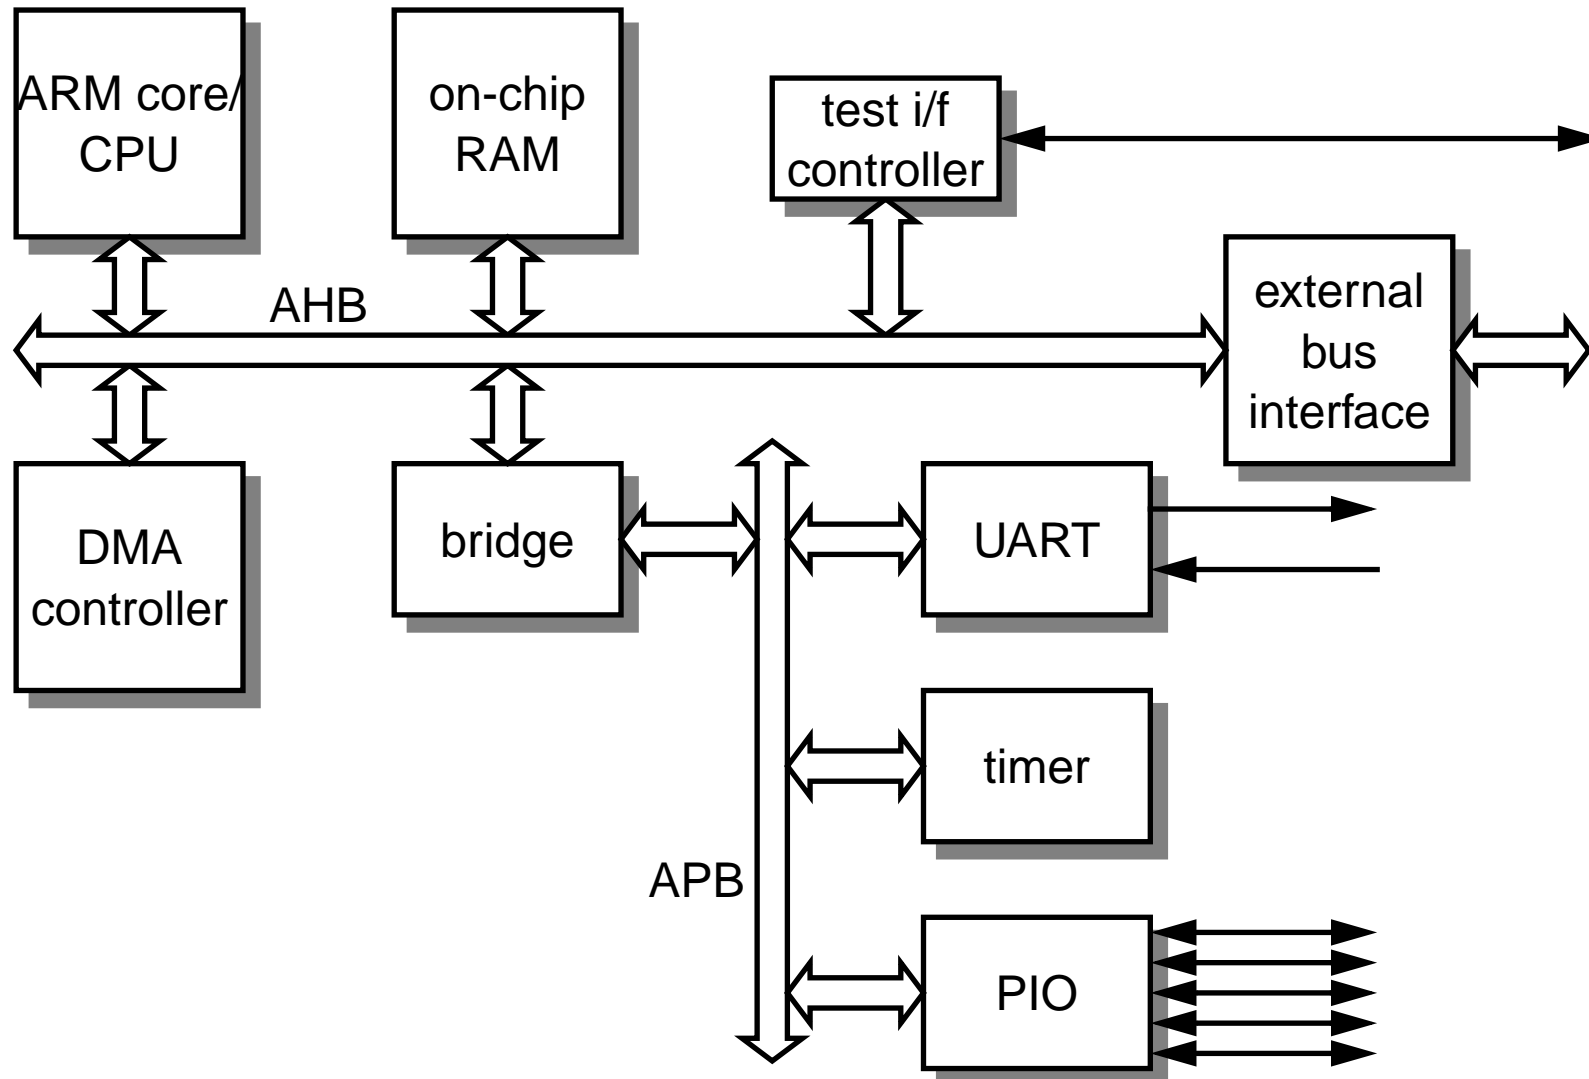 ARM core/
CPU
on-chip
RAM
test i/f
controller
AHB
external
bus
interface
DMA
controller
bridge
UART
timer
APB
PIO